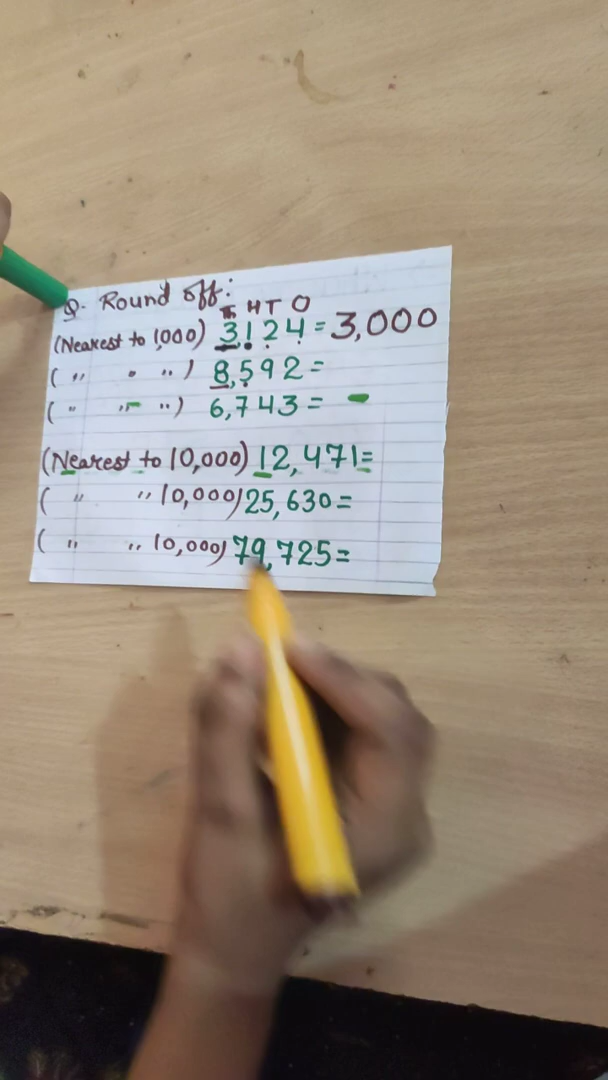 Q. Round off:
Th H T O
(Nearest to 1,000) 3,124 = 3,000
( " " " ) 8,592 =
( " " " ) 6,743 = -
(Nearest to 10,000) 12,471=
( " " 10,000) 25,630=
( " " 10,000) 79,725=